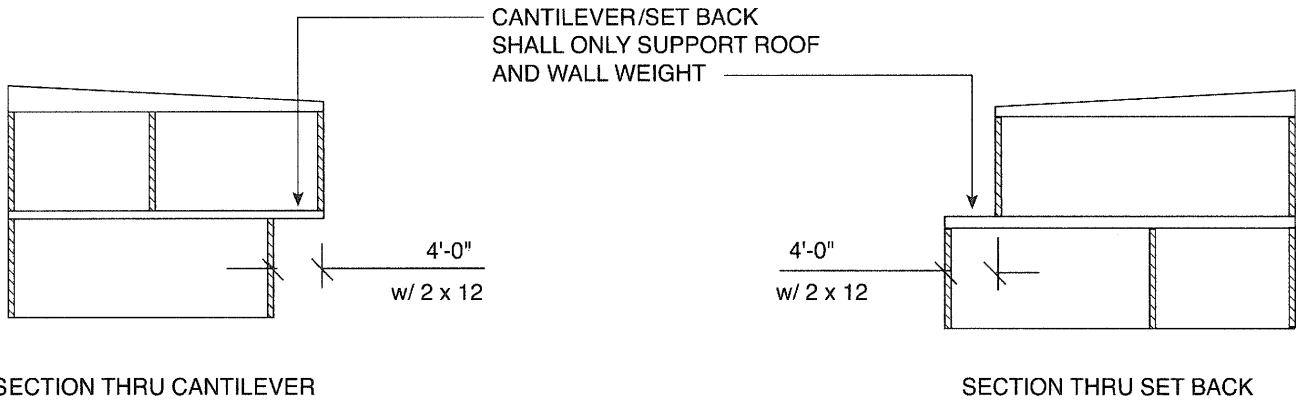 CANTILEVER/SET BACK
SHALL ONLY SUPPORT ROOF
AND WALL WEIGHT
4'-0"
w/ 2 x 12
4'-0"
w/ 2 x 12
SECTION THRU CANTILEVER
SECTION THRU SET BACK